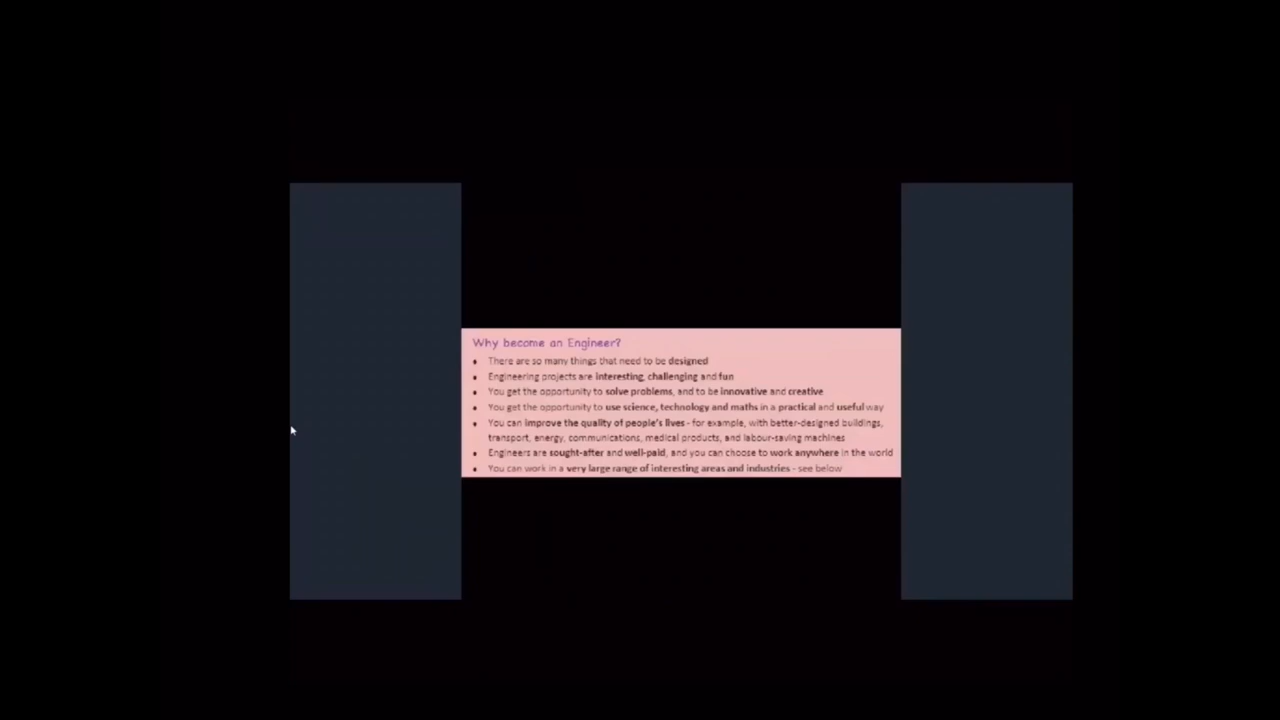 Why become an Engineer?
• There are so many things that need to be designed
• Engineering projects are interesting, challenging and fun
• You get the opportunity to solve problems, and to be innovative and creative
• You get the opportunity to use science, technology and maths in a practical and useful way
• You can improve the quality of people's lives - for example, with better-designed buildings,
transport, energy, communications, medical products, and labour-saving machines
• Engineers are sought-after and well-paid, and you can choose to work anywhere in the world
• You can work in a very large range of interesting areas and industries - see below